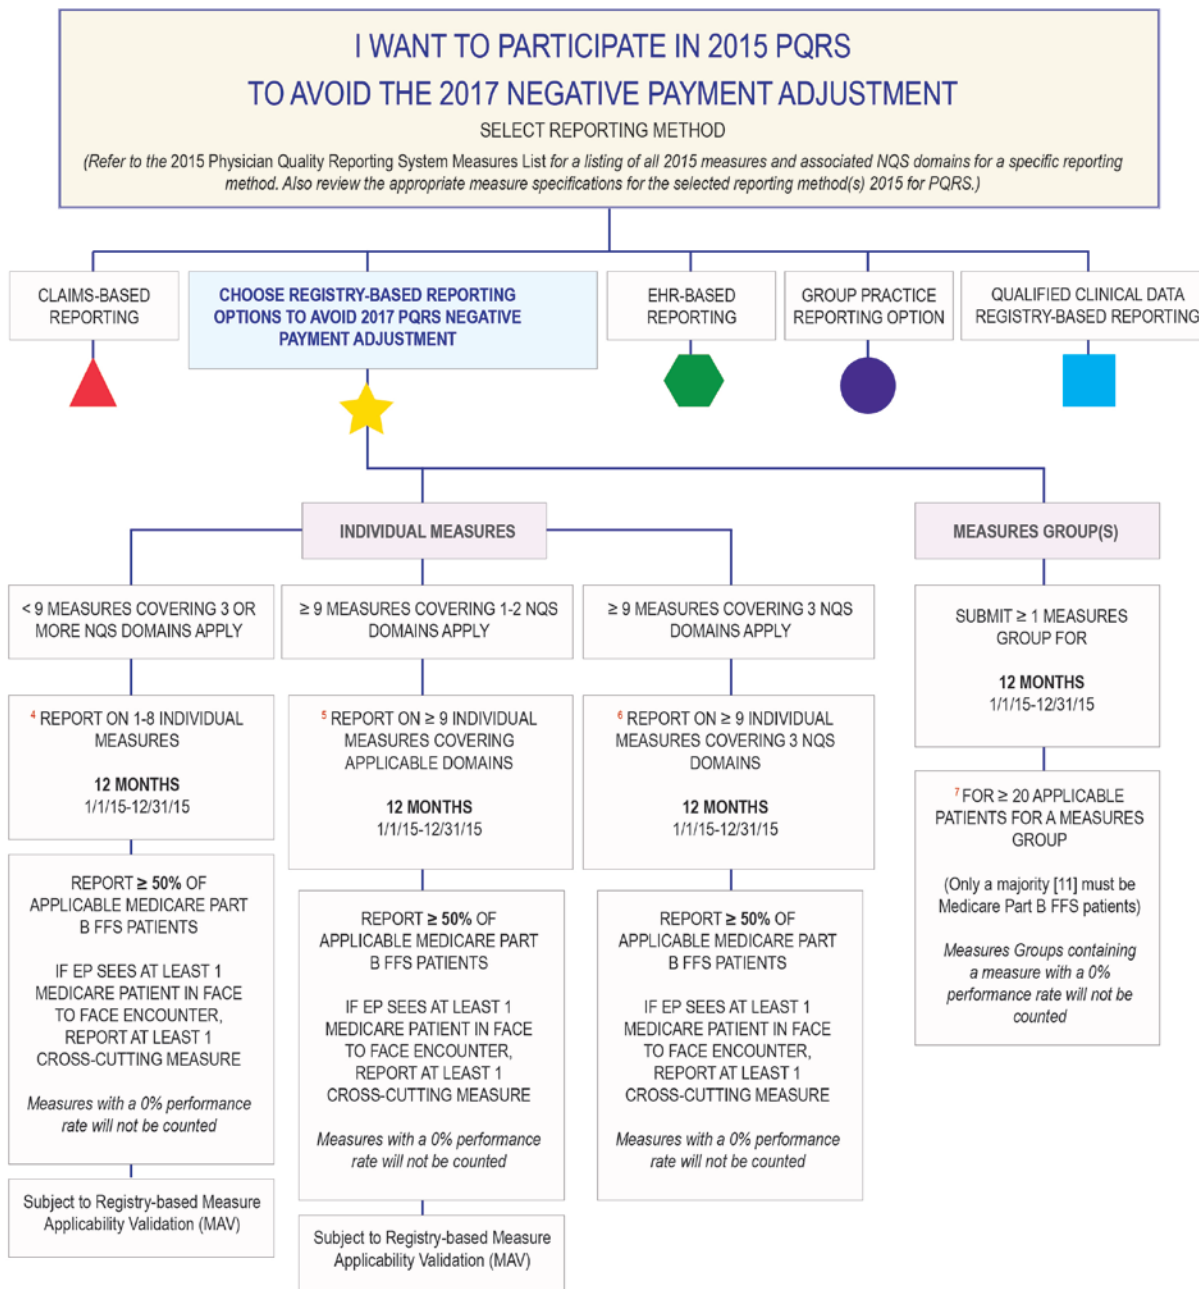 I WANT TO PARTICIPATE IN 2015 PQRS
TO AVOID THE 2017 NEGATIVE PAYMENT ADJUSTMENT
SELECT REPORTING METHOD
(Refer to the 2015 Physician Quality Reporting System Measures List for a listing of all 2015 measures and associated NQS domains for a specific reporting
method. Also review the appropriate measure specifications for the selected reporting method(s) 2015 for PQRS.)
CLAIMS-BASED
REPORTING
CHOOSE REGISTRY-BASED REPORTING
OPTIONS TO AVOID 2017 PQRS NEGATIVE
PAYMENT ADJUSTMENT
EHR-BASED
REPORTING
GROUP PRACTICE
REPORTING OPTION
QUALIFIED CLINICAL DATA
REGISTRY-BASED REPORTING
INDIVIDUAL MEASURES
MEASURES GROUP(S)
< 9 MEASURES COVERING 3 OR
MORE NQS DOMAINS APPLY
4 REPORT ON 1-8 INDIVIDUAL
MEASURES
12 MONTHS
1/1/15-12/31/15
REPORT ≥ 50% OF
APPLICABLE MEDICARE PART
B FFS PATIENTS
IF EP SEES AT LEAST 1
MEDICARE PATIENT IN FACE
TO FACE ENCOUNTER,
REPORT AT LEAST 1
CROSS-CUTTING MEASURE
Measures with a 0% performance
rate will not be counted
Subject to Registry-based Measure
Applicability Validation (MAV)
≥ 9 MEASURES COVERING 1-2 NQS
DOMAINS APPLY
5 REPORT ON ≥ 9 INDIVIDUAL
MEASURES COVERING
APPLICABLE DOMAINS
12 MONTHS
1/1/15-12/31/15
REPORT ≥ 50% OF
APPLICABLE MEDICARE PART
B FFS PATIENTS
IF EP SEES AT LEAST 1
MEDICARE PATIENT IN FACE
TO FACE ENCOUNTER,
REPORT AT LEAST 1
CROSS-CUTTING MEASURE
Measures with a 0% performance
rate will not be counted
Subject to Registry-based Measure
Applicability Validation (MAV)
≥ 9 MEASURES COVERING 3 NQS
DOMAINS APPLY
6 REPORT ON ≥ 9 INDIVIDUAL
MEASURES COVERING 3 NQS
DOMAINS
12 MONTHS
1/1/15-12/31/15
REPORT ≥ 50% OF
APPLICABLE MEDICARE PART
B FFS PATIENTS
IF EP SEES AT LEAST 1
MEDICARE PATIENT IN FACE
TO FACE ENCOUNTER,
REPORT AT LEAST 1
CROSS-CUTTING MEASURE
Measures with a 0% performance
rate will not be counted
SUBMIT ≥ 1 MEASURES
GROUP FOR
12 MONTHS
1/1/15-12/31/15
7 FOR ≥ 20 APPLICABLE
PATIENTS FOR A MEASURES
GROUP
(Only a majority [11] must be
Medicare Part B FFS patients)
Measures Groups containing
a measure with a 0%
performance rate will not be
counted